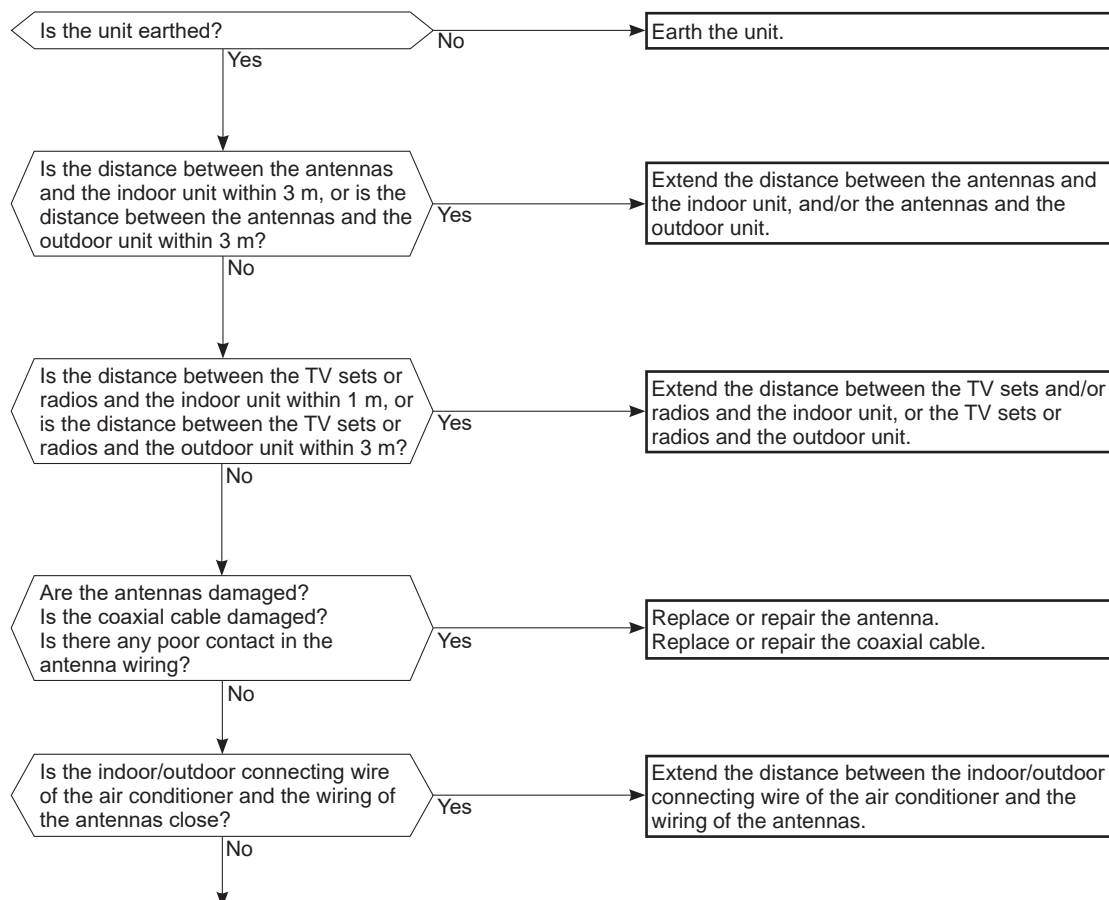 Is the unit earthed?
No
Earth the unit.
Yes
Is the distance between the antennas
and the indoor unit within 3 m, or is the
distance between the antennas and the
outdoor unit within 3 m?
Yes
Extend the distance between the antennas and
the indoor unit, and/or the antennas and the
outdoor unit.
No
Is the distance between the TV sets or
radios and the indoor unit within 1 m, or
is the distance between the TV sets or
radios and the outdoor unit within 3 m?
Yes
Extend the distance between the TV sets and/or
radios and the indoor unit, or the TV sets or
radios and the outdoor unit.
No
Are the antennas damaged?
Is the coaxial cable damaged?
Is there any poor contact in the
antenna wiring?
Yes
Replace or repair the antenna.
Replace or repair the coaxial cable.
No
Is the indoor/outdoor connecting wire
of the air conditioner and the wiring of
the antennas close?
Yes
Extend the distance between the indoor/outdoor
connecting wire of the air conditioner and the
wiring of the antennas.
No